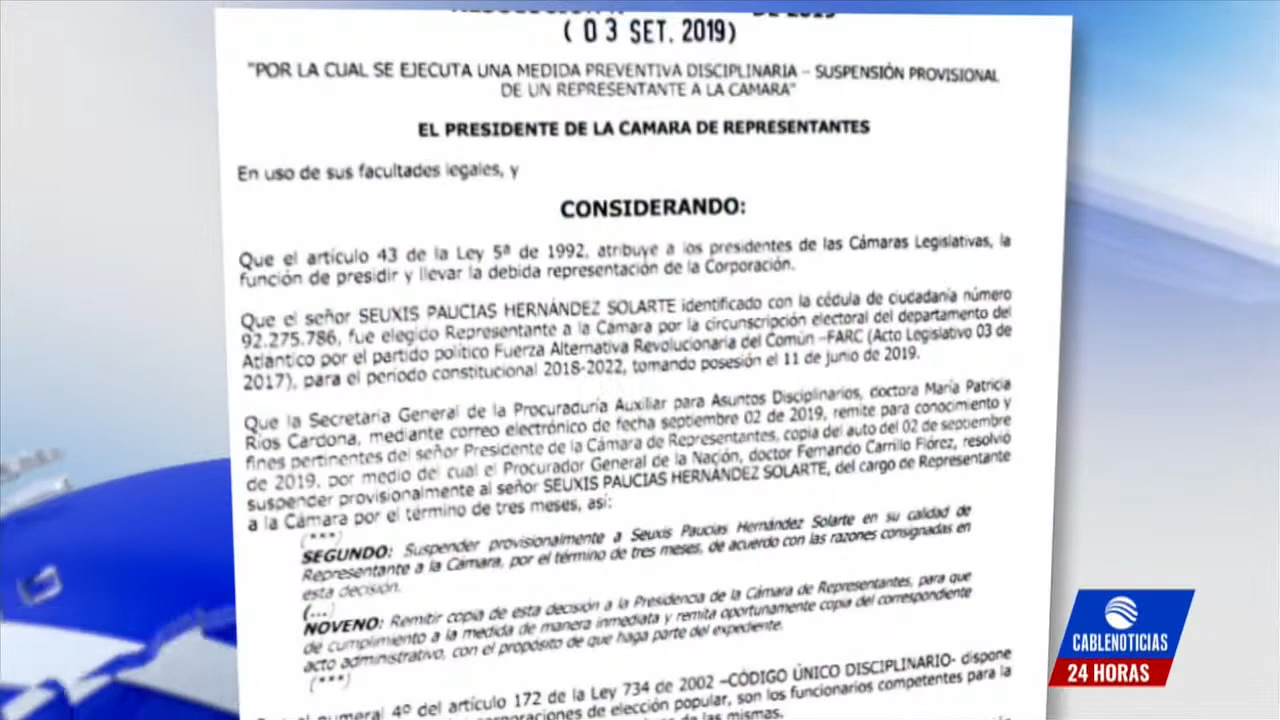 DE 2019
( 03 SET. 2019)
"POR LA CUAL SE EJECUTA UNA MEDIDA PREVENTIVA DISCIPLINARIA – SUSPENSIÓN PROVISIONAL
DE UN REPRESENTANTE A LA CAMARA"
EL PRESIDENTE DE LA CAMARA DE REPRESENTANTES
En uso de sus facultades legales, y
CONSIDERANDO:
Que el artículo 43 de la Ley 5ª de 1992, atribuye a los presidentes de las Cámaras Legislativas, la
función de presidir y llevar la debida representación de la Corporación.
Que el señor SEUXIS PAUCIAS HERNÁNDEZ SOLARTE identificado con la cédula de ciudadanía número
92.275.786, fue elegido Representante a la Cámara por la circunscripción electoral del departamento del
Atlántico por el partido político Fuerza Alternativa Revolucionaria del Común –FARC (Acto Legislativo 03 de
2017), para el período constitucional 2018-2022, tomando posesión el 11 de junio de 2019.
Que la Secretaria General de la Procuraduría Auxiliar para Asuntos Disciplinarios, doctora María Patricia
Ríos Cardona, mediante correo electrónico de fecha septiembre 02 de 2019, remite para conocimiento y
fines pertinentes del señor Presidente de la Cámara de Representantes, copia del auto del 02 de septiembre
de 2019, por medio del cual el Procurador General de la Nación, doctor Fernando Carrillo Flórez, resolvió
suspender provisionalmente al señor SEUXIS PAUCIAS HERNÁNDEZ SOLARTE, del cargo de Representante
a la Cámara por el término de tres meses, así:
(***)
SEGUNDO: Suspender provisionalmente a Seuxis Paucias Hernández Solarte en su calidad de
Representante a la Cámara, por el término de tres meses, de acuerdo con las razones consignadas en
esta decisión.
(...)
NOVENO: Remitir copia de esta decisión a la Presidencia de la Cámara de Representantes, para que
de cumplimiento a la medida de manera inmediata y remita oportunamente copia del correspondiente
acto administrativo, con el propósito de que haga parte del expediente.
(***)
numeral 4º del artículo 172 de la Ley 734 de 2002 –CÓDIGO ÚNICO DISCIPLINARIO- dispone
corporaciones de elección popular, son los funcionarios competentes para la
de las mismas.
CABLENOTICIAS
24 HORAS